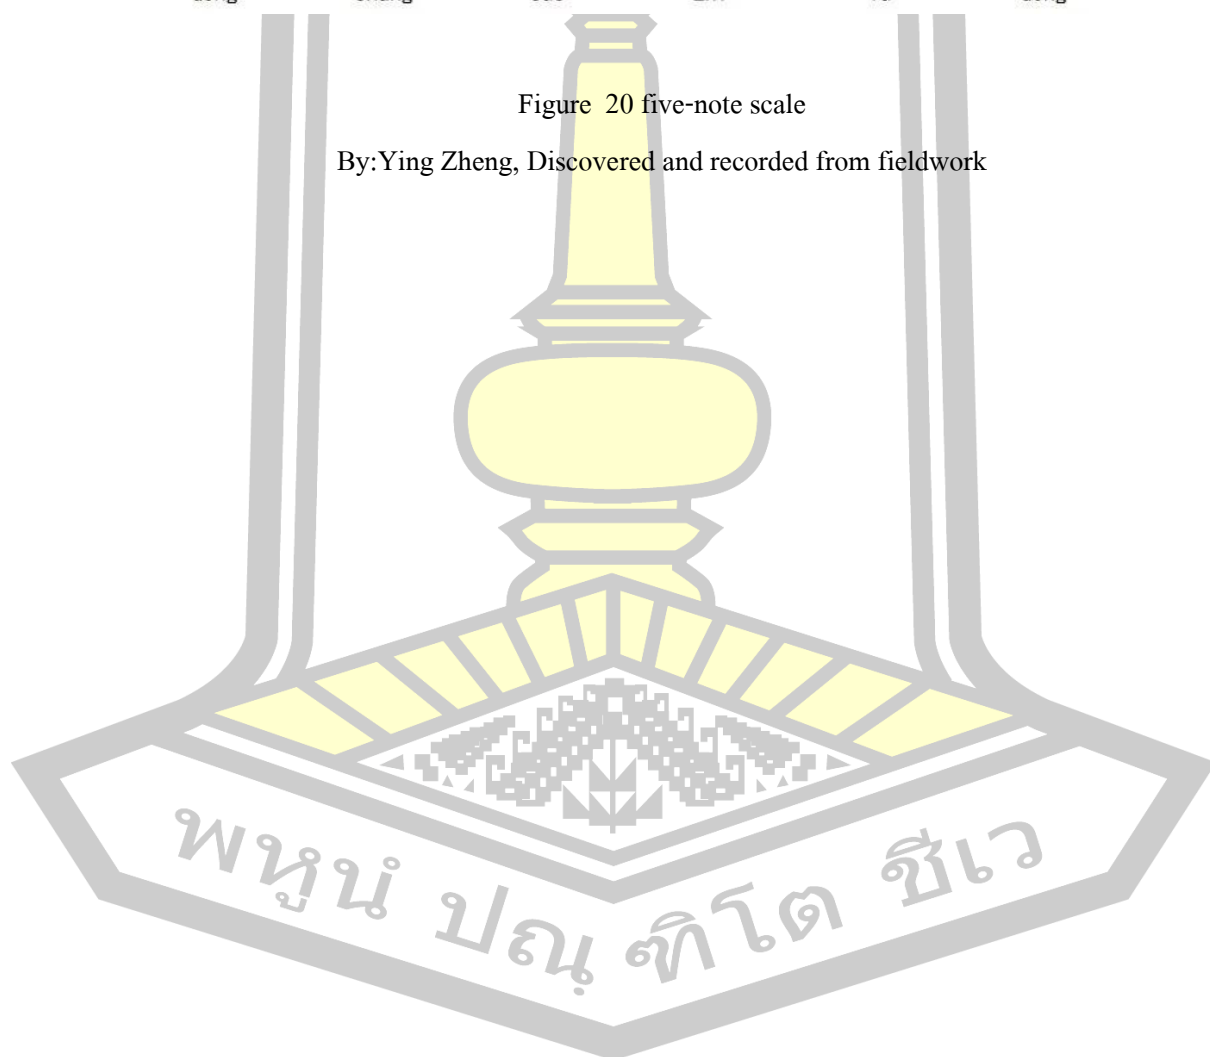 Figure 20 five-note scale
By:Ying Zheng, Discovered and recorded from fieldwork
พหูนํ ปณฺ ฑิโต ชีเว